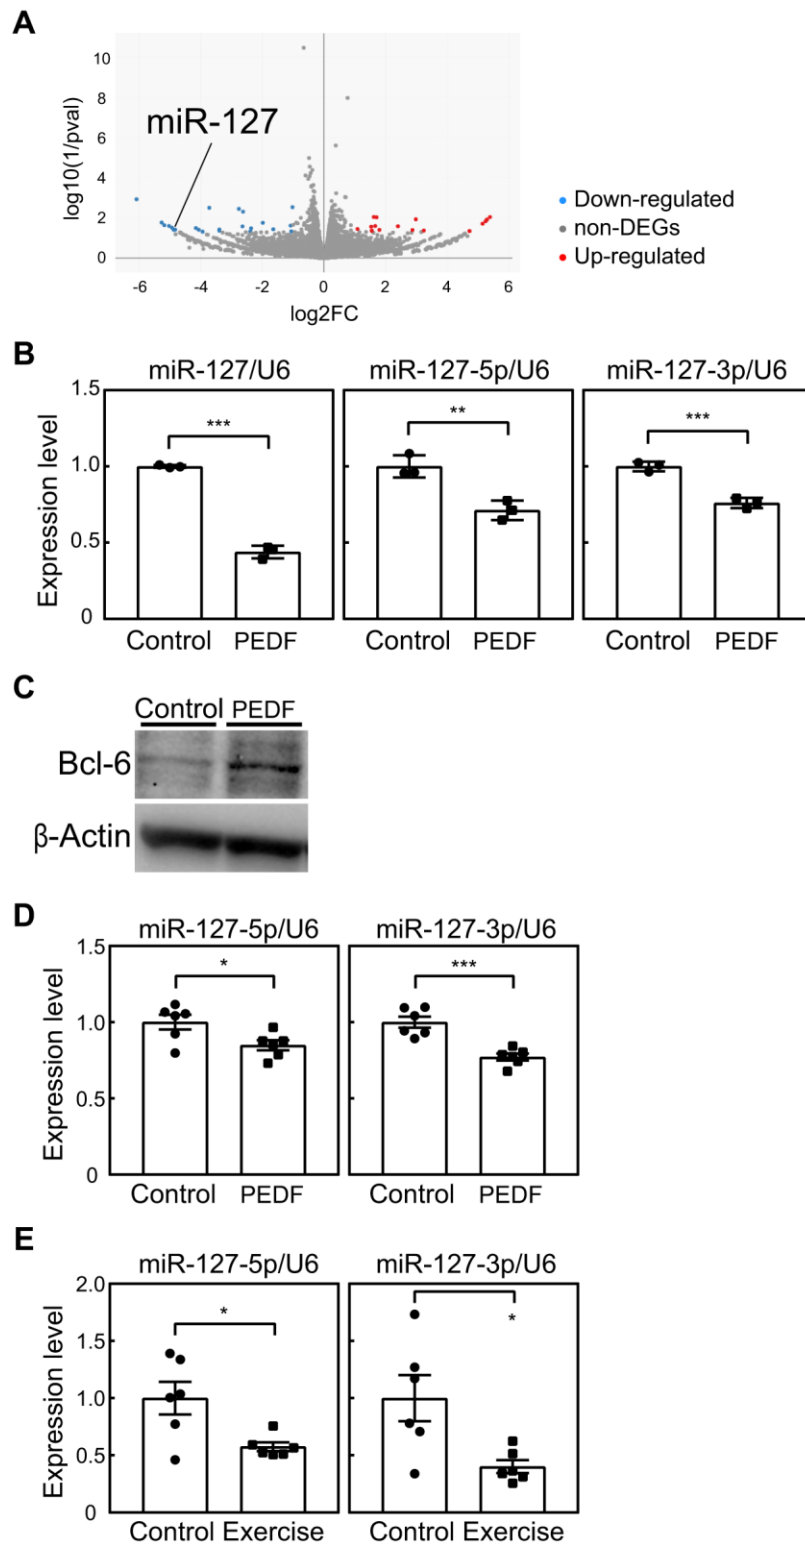 A
log10(1/pval)
10
8
6
4
2
0
miR-127
-6
-4
-2
0
2
4
6
log2FC
Down-regulated
non-DEGs
Up-regulated
B
miR-127/U6
miR-127-5p/U6
miR-127-3p/U6
Expression level
1.5
1.0
0.5
0
***
**
***
Control PEDF
Control PEDF
Control PEDF
C
Control PEDF
Bcl-6
β-Actin
D
miR-127-5p/U6
miR-127-3p/U6
Expression level
1.5
1.0
0.5
0
*
***
Control PEDF
Control PEDF
E
miR-127-5p/U6
miR-127-3p/U6
Expression level
2.0
1.5
1.0
0.5
0
*
*
Control Exercise
Control Exercise